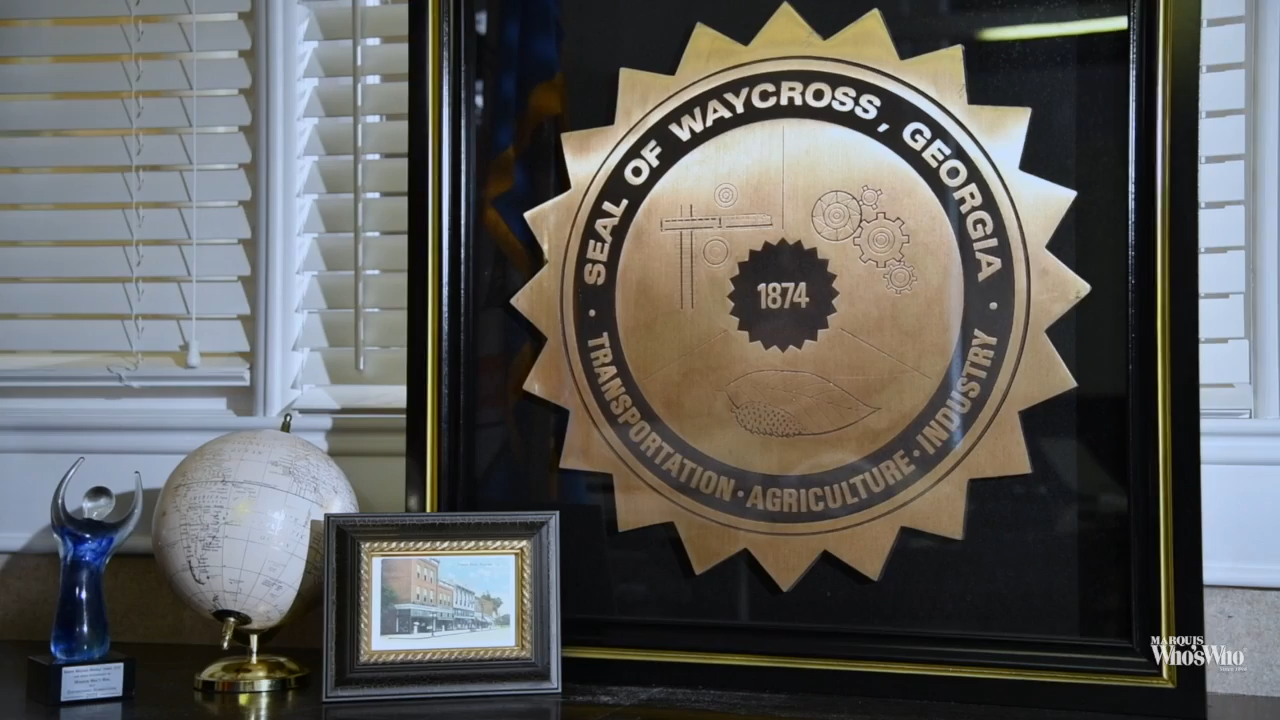 SEAL OF WAYCROSS, GEORGIA
1874
TRANSPORTATION · AGRICULTURE · INDUSTRY
MARQUIS
Who'sWho